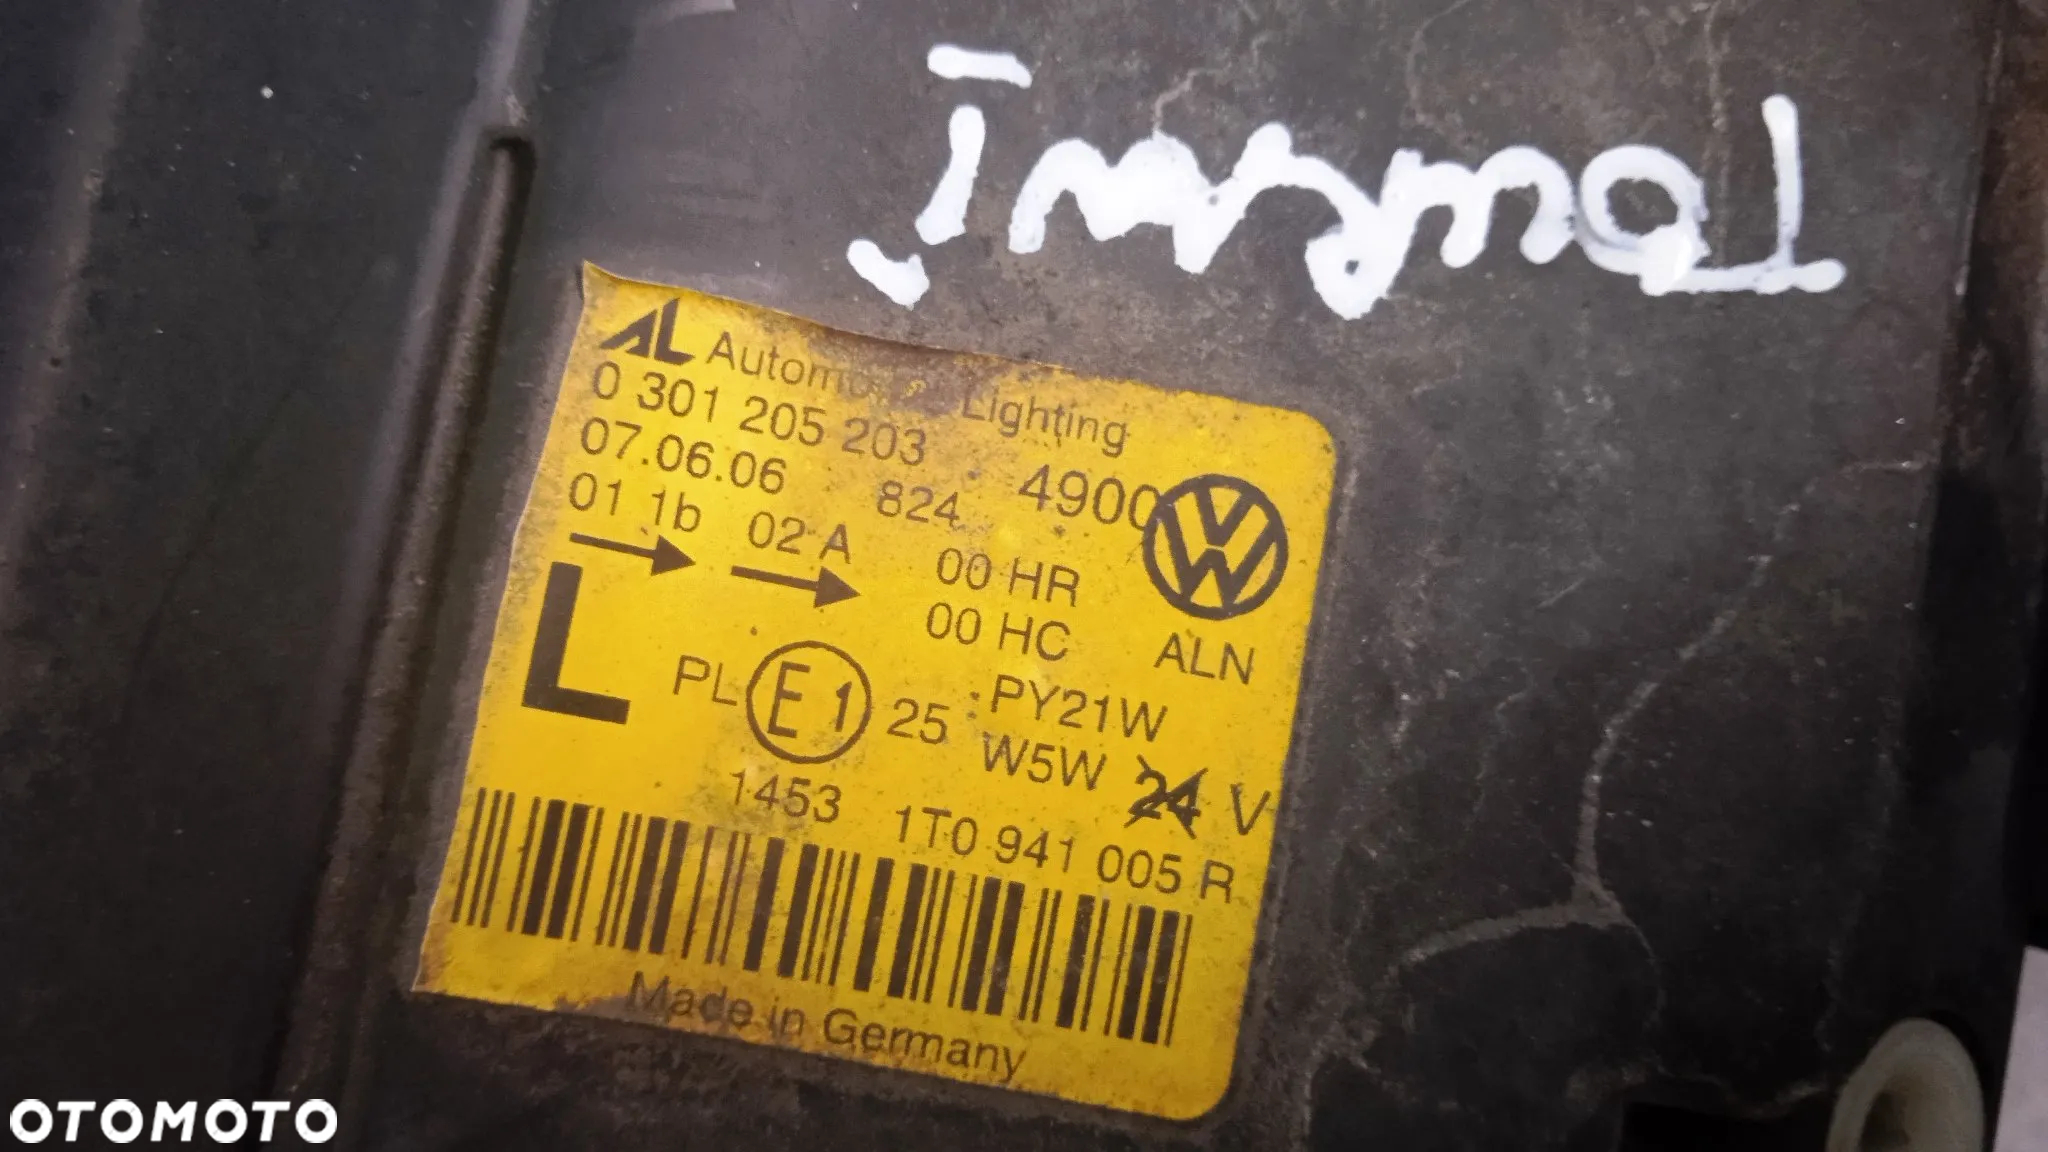 Touran I'
AL Automo Lighting
0 301 205 203
07.06.06 824 4900
01 1b 02 A 00 HR
00 HC
ALN
L PL E1 25 PY21W
W5W 24 V
1453 1T0 941 005 R
Made in Germany
OTOMOTO